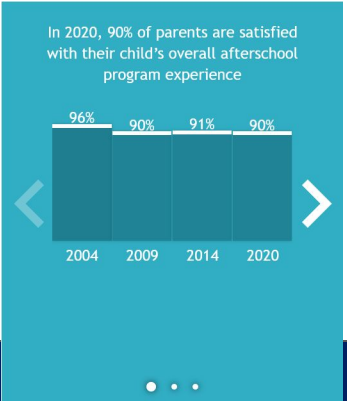 In 2020, 90% of parents are satisfied
with their child’s overall afterschool
program experience
96% 90% 91% 90%
2004 2009 2014 2020